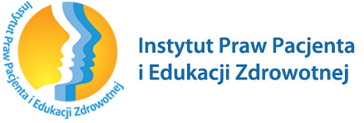 Instytut Praw Pacjenta i Edukacji Zdrowotnej
Instytut Praw Pacjenta
i Edukacji Zdrowotnej